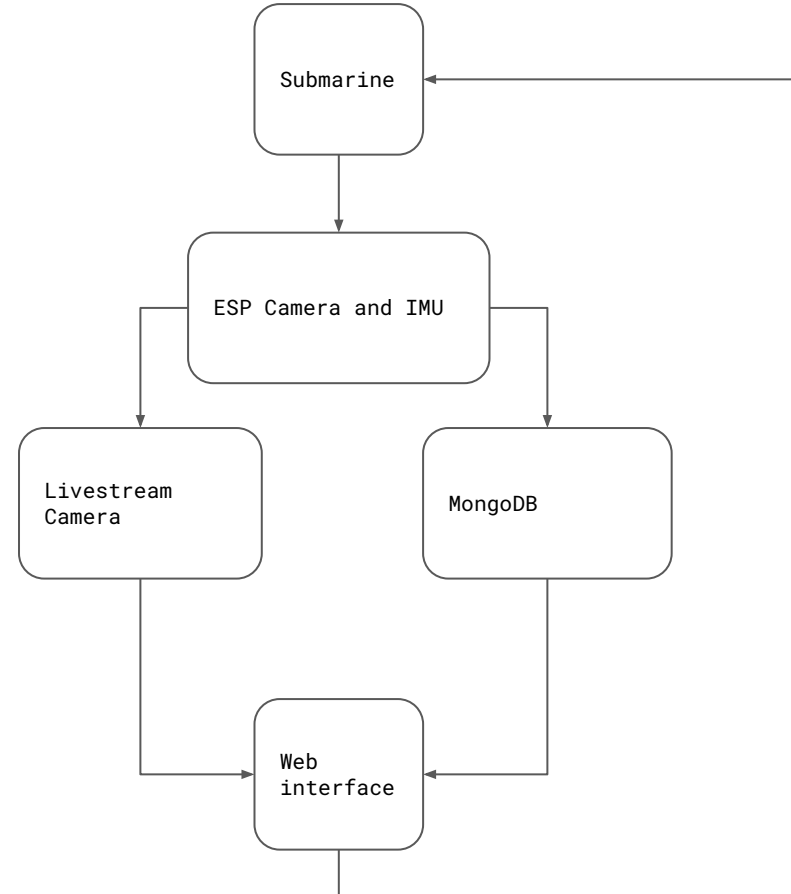 Submarine
ESP Camera and IMU
Livestream
Camera
MongoDB
Web
interface